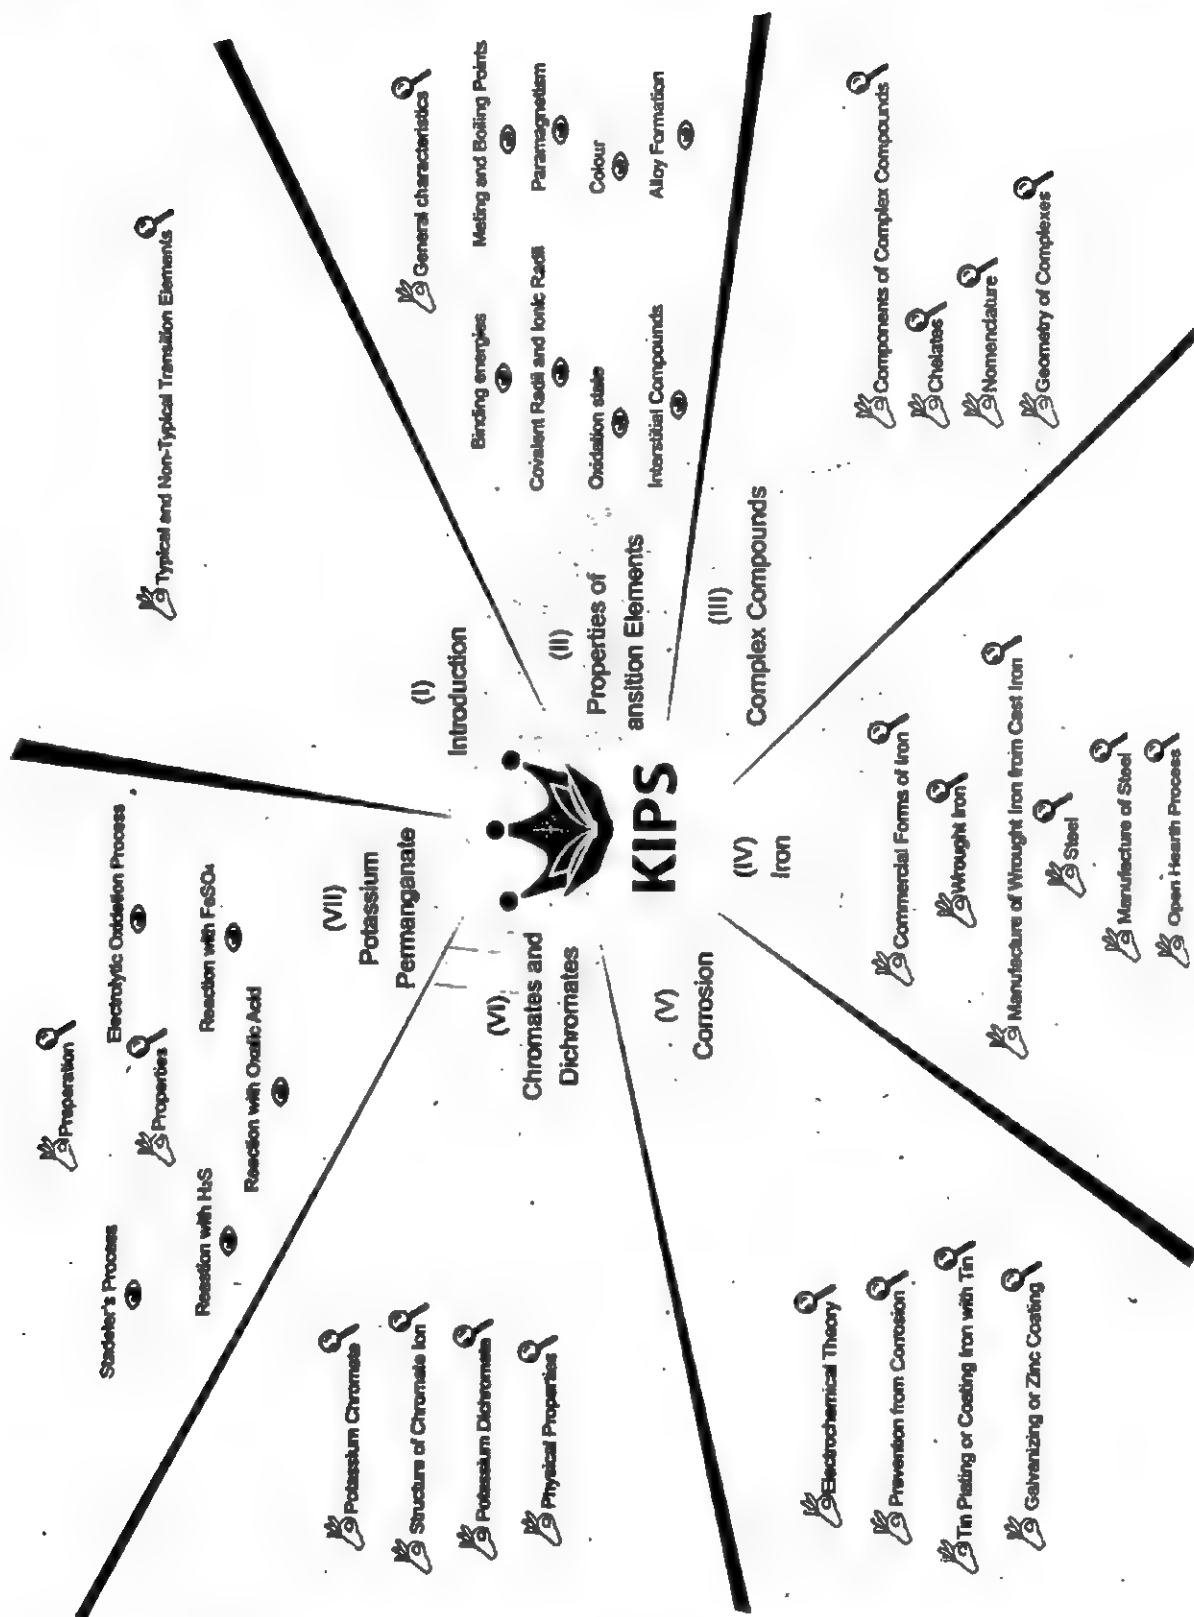 (I)
Introduction
Typical and Non-Typical Transition Elements
(II)
Properties of
ansition Elements
General characteristics
Binding energies
Melting and Boiling Points
Covalent Radii and Ionic Radii
Paramagnetism
Oxidation state
Colour
Interstitial Compounds
Alloy Formation
(III)
Complex Compounds
Components of Complex Compounds
Chelates
Nomenclature
Geometry of Complexes
(IV)
Iron
Commercial Forms of Iron
Wrought Iron
Manufacture of Wrought Iron from Cast Iron
Steel
Manufacture of Steel
Open Hearth Process
(V)
Corrosion
Electrochemical Theory
Prevention from Corrosion
Tin Plating or Coating Iron with Tin
Galvanizing or Zinc Coating
(VI)
Chromates and
Dichromates
Potassium Chromate
Structure of Chromate Ion
Potassium Dichromate
Physical Properties
(VII)
Potassium
Permanganate
Preparation
Stadeler's Process
Electrolytic Oxidation Process
Properties
Reaction with H₂S
Reaction with FeSO₄
Reaction with Oxalic Acid
KIPS